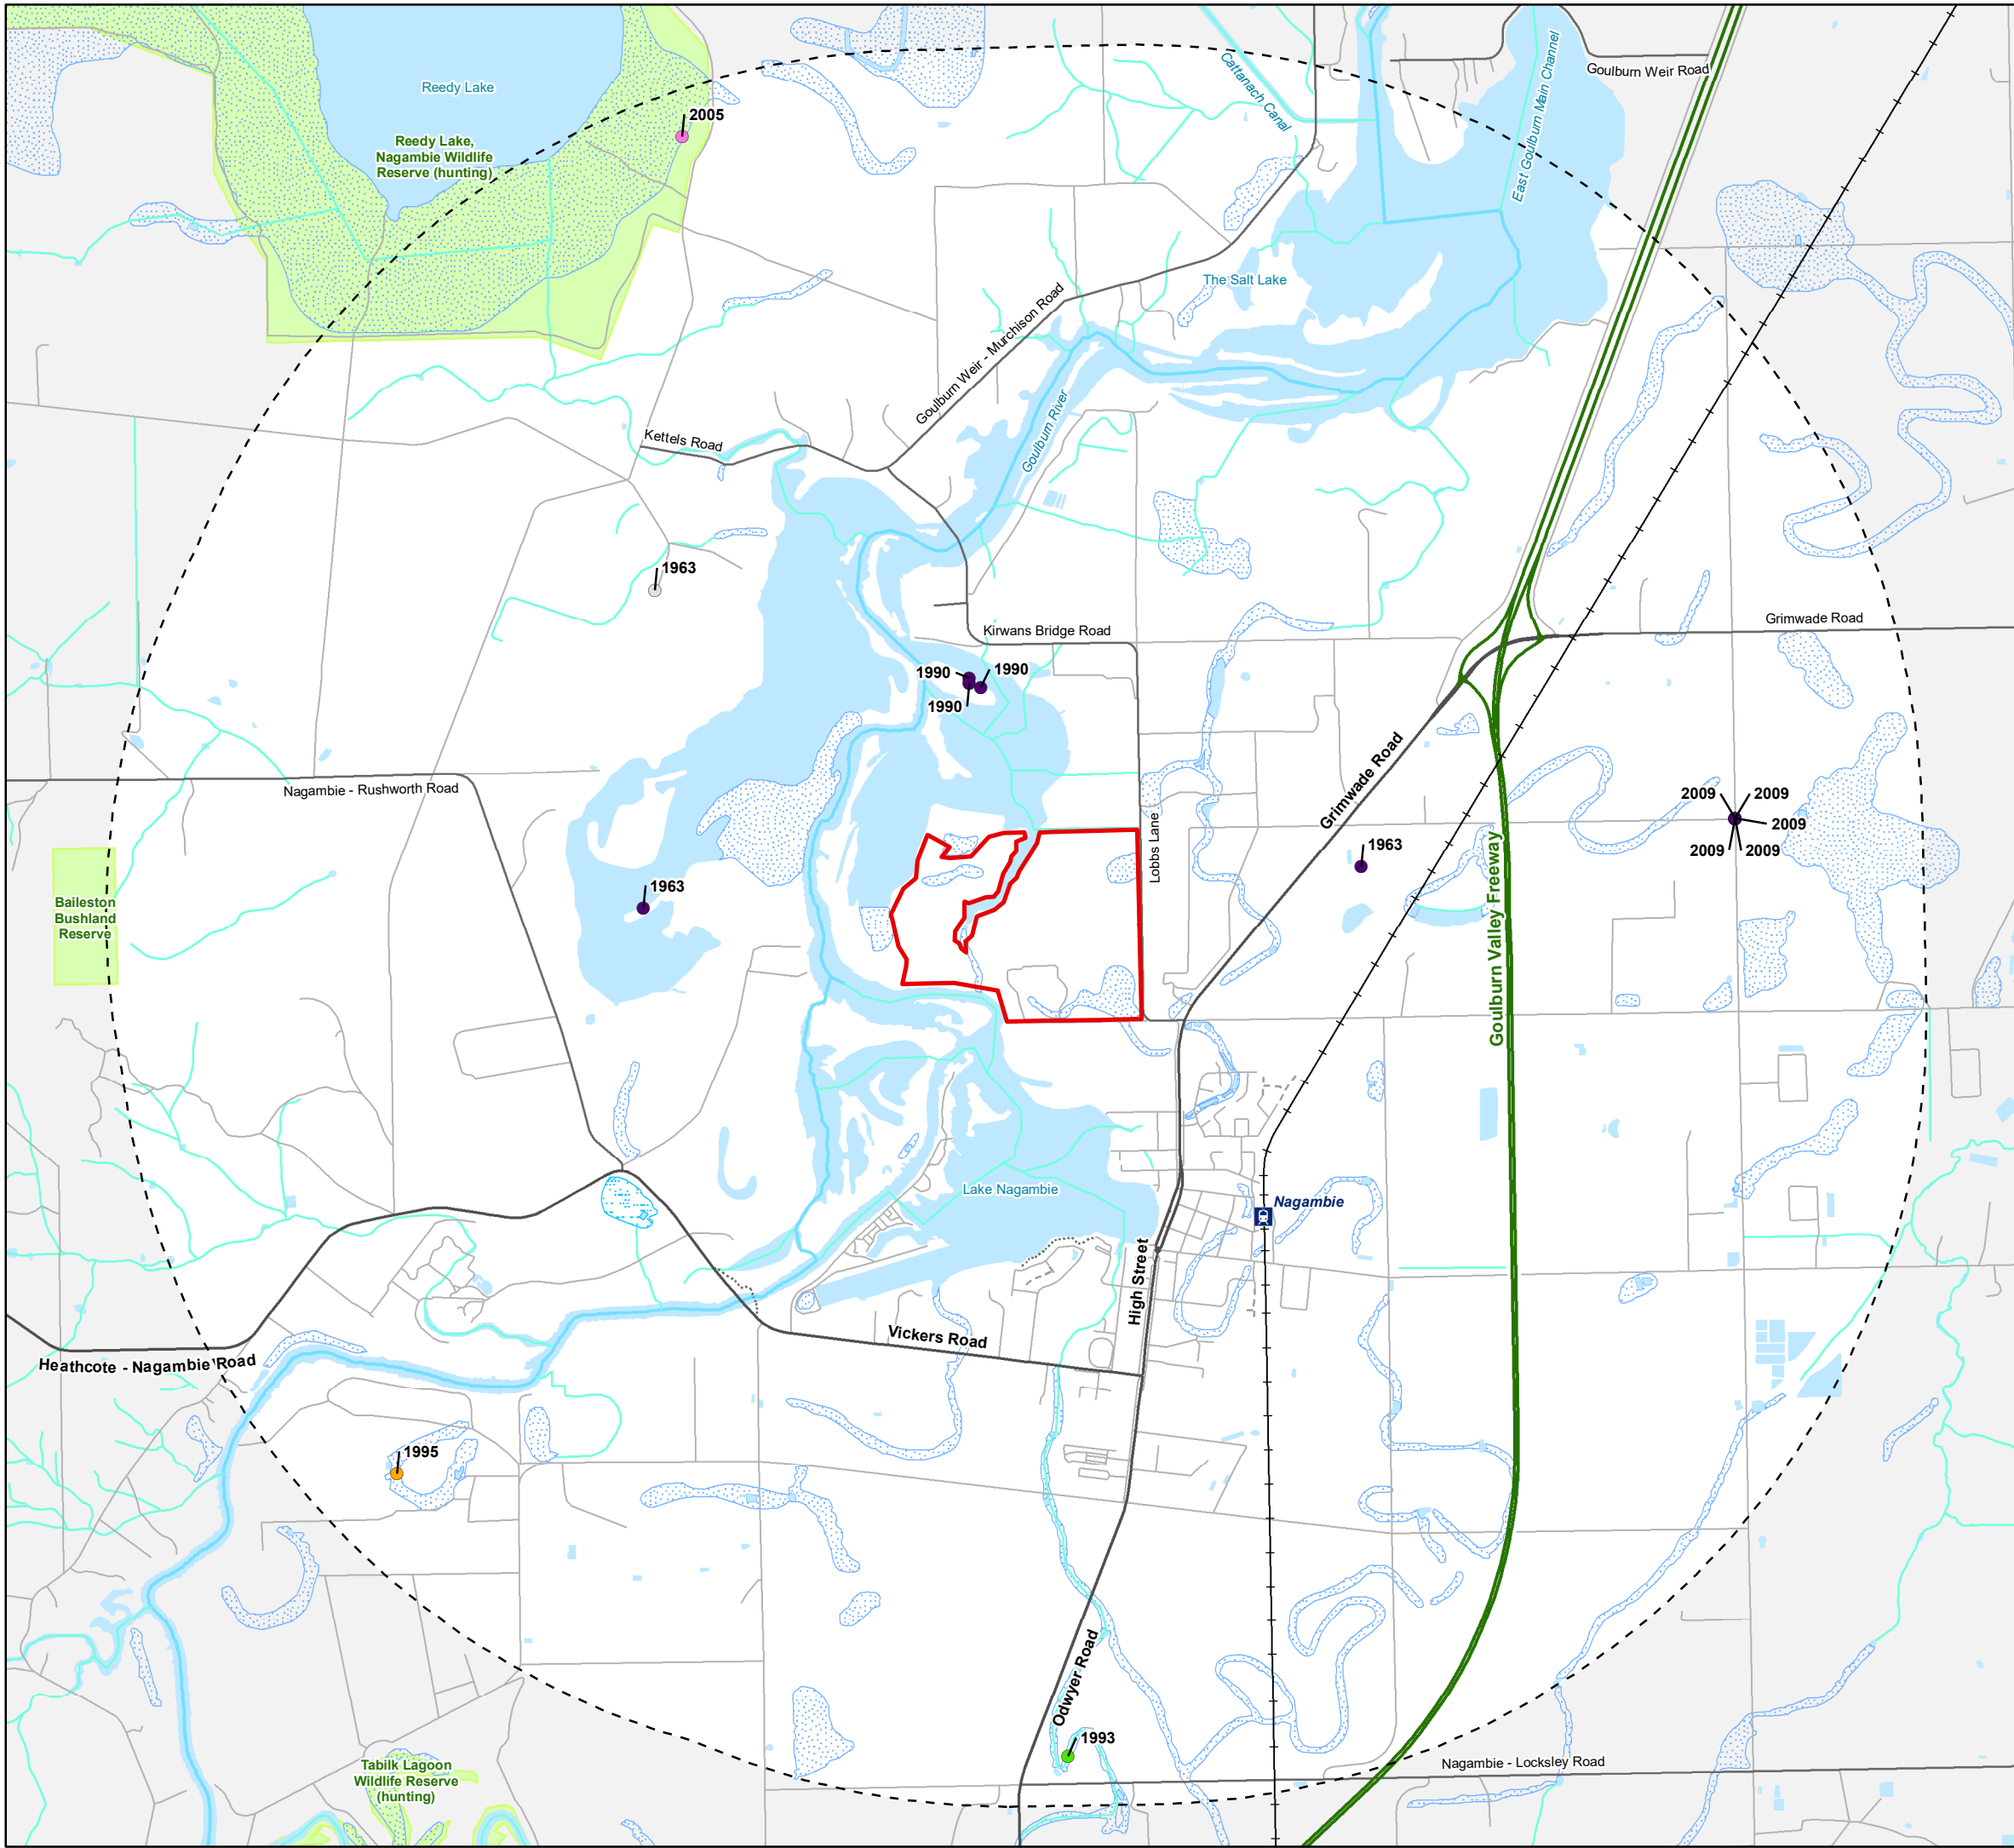 Goulburn Weir Road
Cattanach Canal
East Goulburn Main Channel
Reedy Lake
2005
Reedy Lake,
Nagambie Wildlife
Reserve (hunting)
The Salt Lake
Goulburn Weir - Murchison Road
Goulburn River
Kettels Road
1963
Kirwans Bridge Road
Grimwade Road
1990
1990
1990
Grimwade Road
Nagambie - Rushworth Road
2009
2009
2009
2009
2009
Lobbs Lane
1963
1963
Goulburn Valley Freeway
Baileston
Bushland
Reserve
Lake Nagambie
Nagambie
High Street
Vickers Road
Heathcote - Nagambie Road
1995
Odwyer Road
1993
Nagambie - Locksley Road
Tabilk Lagoon
Wildlife Reserve
(hunting)